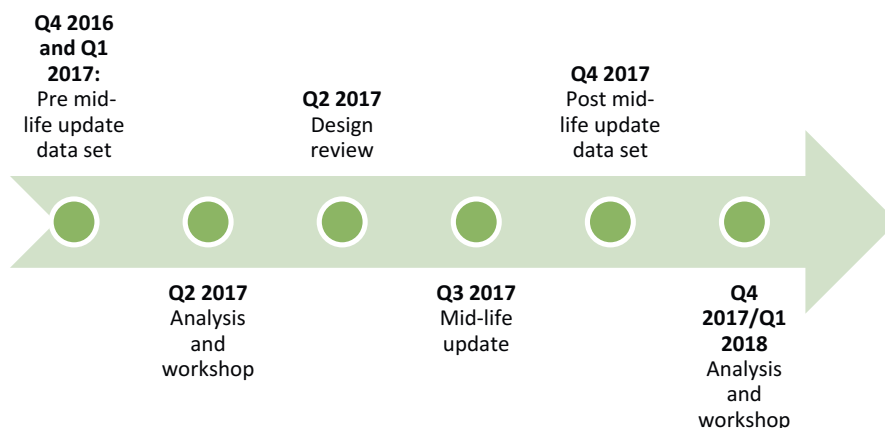 Q4 2016
and Q1
2017:
Pre mid-
life update
data set
Q2 2017
Analysis
and
workshop
Q2 2017
Design
review
Q3 2017
Mid-life
update
Q4 2017
Post mid-
life update
data set
Q4
2017/Q1
2018
Analysis
and
workshop